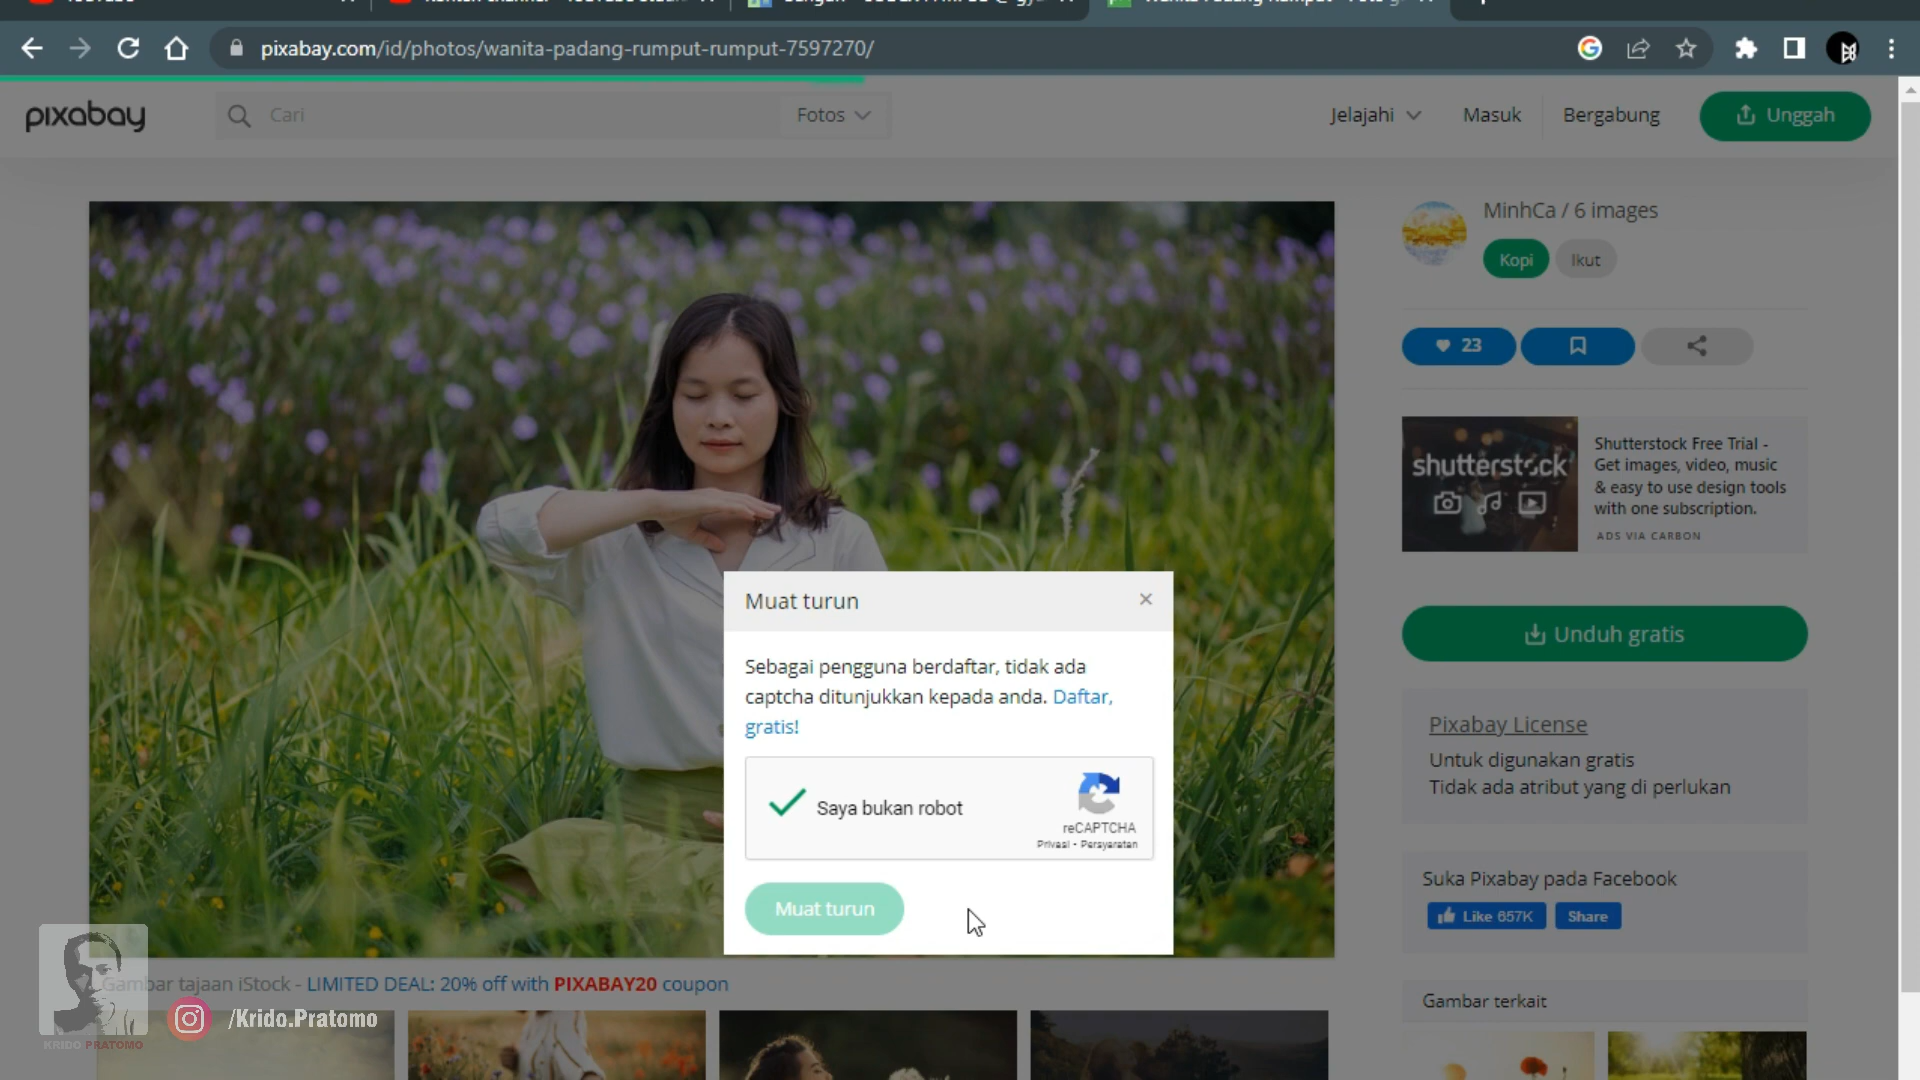 pixabay.com/id/photos/wanita-padang-rumput-rumput-7597270/
pixabay
Cari
Fotos
Jelajahi
Masuk
Bergabung
Unggah
MinhCa / 6 images
Kopi
Ikut
23
shutterstock
Shutterstock Free Trial -
Get images, video, music
& easy to use design tools
with one subscription.
ADS VIA CARBON
Muat turun
Sebagai pengguna berdaftar, tidak ada
captcha ditunjukkan kepada anda. Daftar,
gratis!
Saya bukan robot
reCAPTCHA
Privasi - Persyaratan
Muat turun
Unduh gratis
Pixabay License
Untuk digunakan gratis
Tidak ada atribut yang di perlukan
Suka Pixabay pada Facebook
Like 657K
Share
Gambar tajaan iStock - LIMITED DEAL: 20% off with PIXABAY20 coupon
Gambar terkait
/Krido.Pratomo
KRIDO PRATOMO